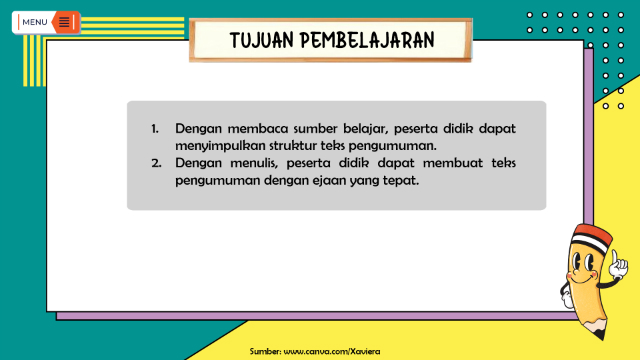 MENU
TUJUAN PEMBELAJARAN
1. Dengan membaca sumber belajar, peserta didik dapat
menyimpulkan struktur teks pengumuman.
2. Dengan menulis, peserta didik dapat membuat teks
pengumuman dengan ejaan yang tepat.
Sumber: www.canva.com/Xaviera